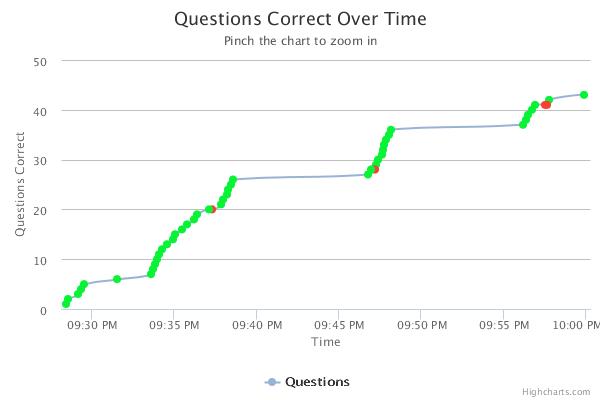 Questions Correct Over Time
Pinch the chart to zoom in
Questions Correct
50
40
30
20
10
0
09:30 PM 09:35 PM 09:40 PM 09:45 PM 09:50 PM 09:55 PM 10:00 PM
Time
Questions
Highcharts.com